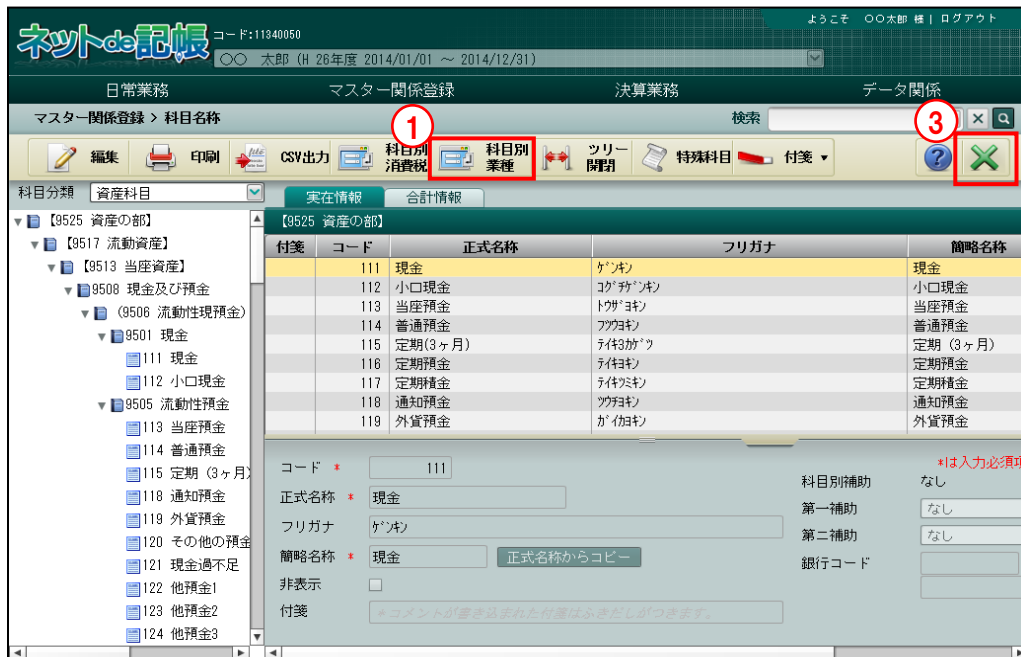 ようこそ 〇〇太郎 様 | ログアウト
ネットde記帳 コード:11340050
〇〇 太郎 (H 26年度 2014/01/01 ～ 2014/12/31)
日常業務 マスター関係登録 決算業務 データ関係
マスター関係登録 > 科目名称 検索
① ③
編集 印刷 CSV出力 科目別消費税 科目別業種 ツリー開閉 特殊科目 付箋
科目分類 資産科目
実在情報 合計情報
【9525 資産の部】
【9517 流動資産】
【9513 当座資産】
9508 現金及び預金
(9506 流動性現預金)
9501 現金
111 現金
112 小口現金
9505 流動性預金
113 当座預金
114 普通預金
115 定期(3ヶ月)
118 通知預金
119 外貨預金
120 その他の預金
121 現金過不足
122 他預金1
123 他預金2
124 他預金3
【9525 資産の部】
付箋 コード 正式名称 フリガナ 簡略名称
111 現金 ｹﾞﾝｷﾝ 現金
112 小口現金 ｺｸﾞﾁｹﾞﾝｷﾝ 小口現金
113 当座預金 ﾄｳｻﾞﾖｷﾝ 当座預金
114 普通預金 ﾌﾂｳﾖｷﾝ 普通預金
115 定期(3ヶ月) ﾃｲｷ3ｶｹﾞﾂ 定期(3ヶ月)
116 定期預金 ﾃｲｷﾖｷﾝ 定期預金
117 定期積金 ﾃｲｷﾂﾐｷﾝ 定期積金
118 通知預金 ﾂｳﾁﾖｷﾝ 通知預金
119 外貨預金 ｶﾞｲｶﾖｷﾝ 外貨預金
*は入力必須項
コード * 111
正式名称 * 現金
フリガナ ｹﾞﾝｷﾝ
簡略名称 * 現金 正式名称からコピー
非表示
付箋 *コメントが書き込まれた付箋はふきだしがつきます。
科目別補助 なし
第一補助 なし
第二補助 なし
銀行コード